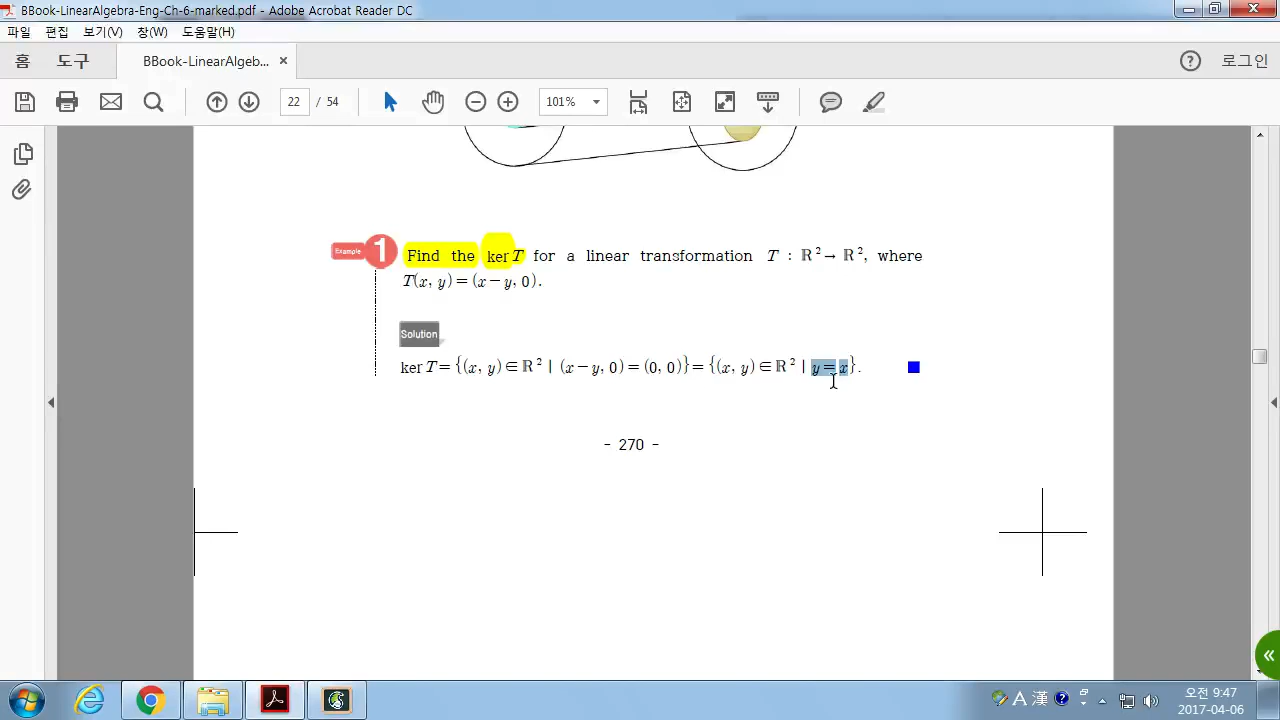 BBook-LinearAlgebra-Eng-Ch-6-marked.pdf - Adobe Acrobat Reader DC
파일 편집 보기(V) 창(W) 도움말(H)
홈 도구 BBook-LinearAlgeb... × ? 로그인
22 / 54 101%
Example 1 Find the ker T for a linear transformation T : ℝ² → ℝ², where
T(x, y) = (x − y, 0).
Solution
ker T = {(x, y) ∈ ℝ² | (x − y, 0) = (0, 0)} = {(x, y) ∈ ℝ² | y = x}.
- 270 -
A 漢 ? 오전 9:47
2017-04-06